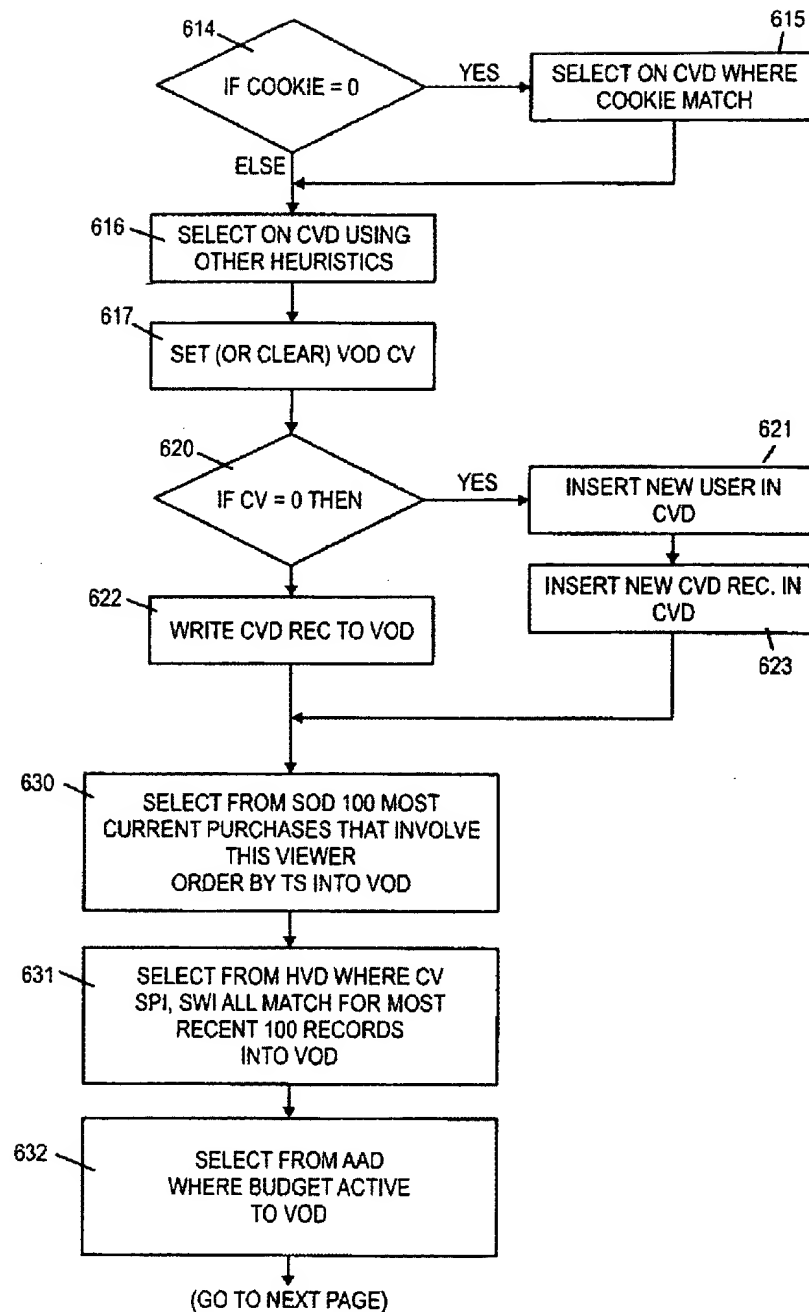 614
IF COOKIE = 0
YES
615
SELECT ON CVD WHERE
COOKIE MATCH
ELSE
616
SELECT ON CVD USING
OTHER HEURISTICS
617
SET (OR CLEAR) VOD CV
620
IF CV = 0 THEN
YES
621
INSERT NEW USER IN
CVD
622
WRITE CVD REC TO VOD
INSERT NEW CVD REC. IN
CVD
623
630
SELECT FROM SOD 100 MOST
CURRENT PURCHASES THAT INVOLVE
THIS VIEWER
ORDER BY TS INTO VOD
631
SELECT FROM HVD WHERE CV
SPI, SWI ALL MATCH FOR MOST
RECENT 100 RECORDS
INTO VOD
632
SELECT FROM AAD
WHERE BUDGET ACTIVE
TO VOD
(GO TO NEXT PAGE)